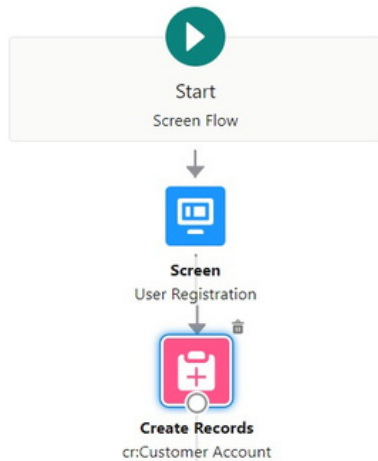 Start
Screen Flow
Screen
User Registration
Create Records
cr:Customer Account